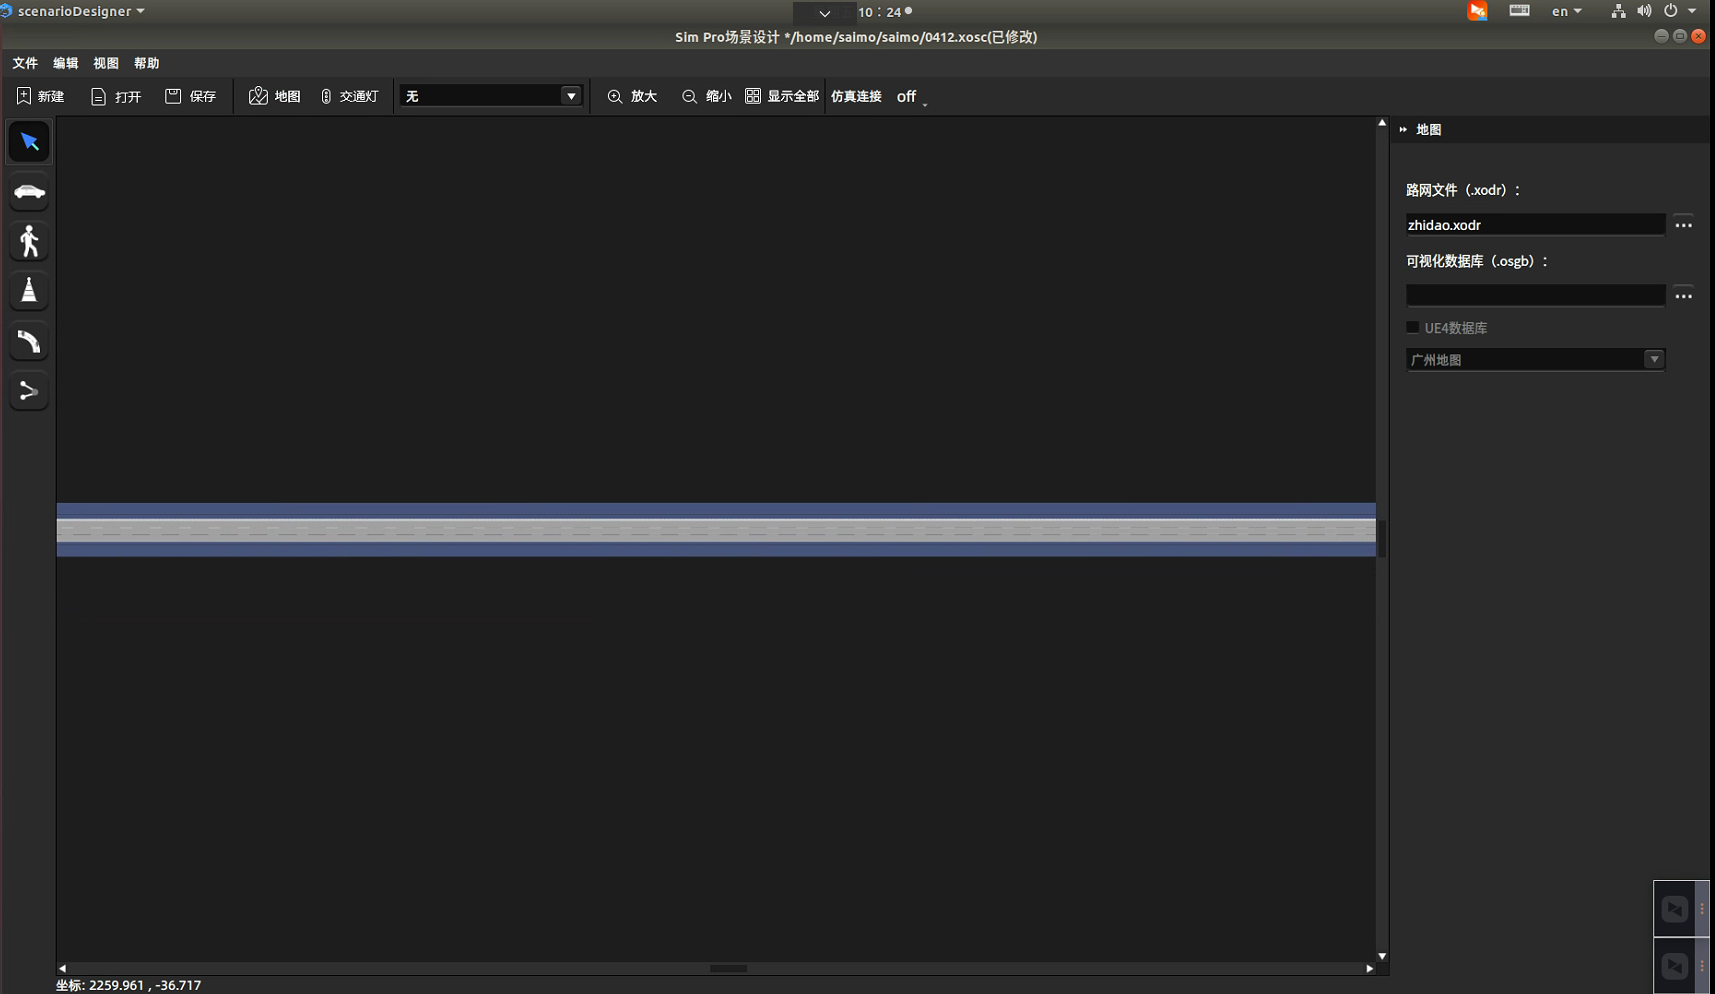 scenarioDesigner
10：24
en
Sim Pro场景设计 */home/saimo/saimo/0412.xosc(已修改)
文件 编辑 视图 帮助
新建 打开 保存 地图 交通灯 无 放大 缩小 显示全部 仿真连接 off
地图
路网文件（.xodr）：
zhidao.xodr
...
可视化数据库（.osgb）：
...
UE4数据库
广州地图
坐标: 2259.961 , -36.717